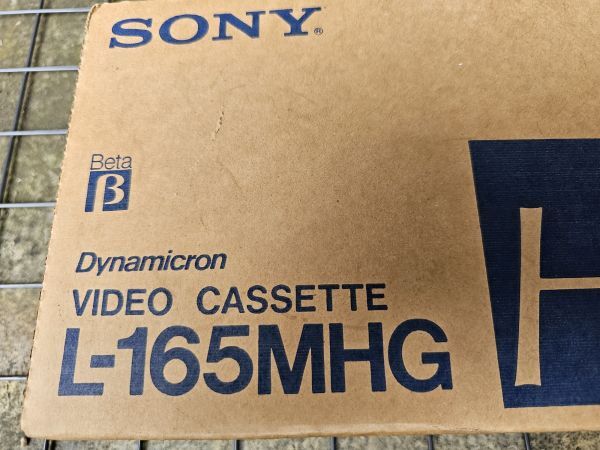 SONY®
Beta
β
Dynamicron
VIDEO CASSETTE
L-165MHG
H